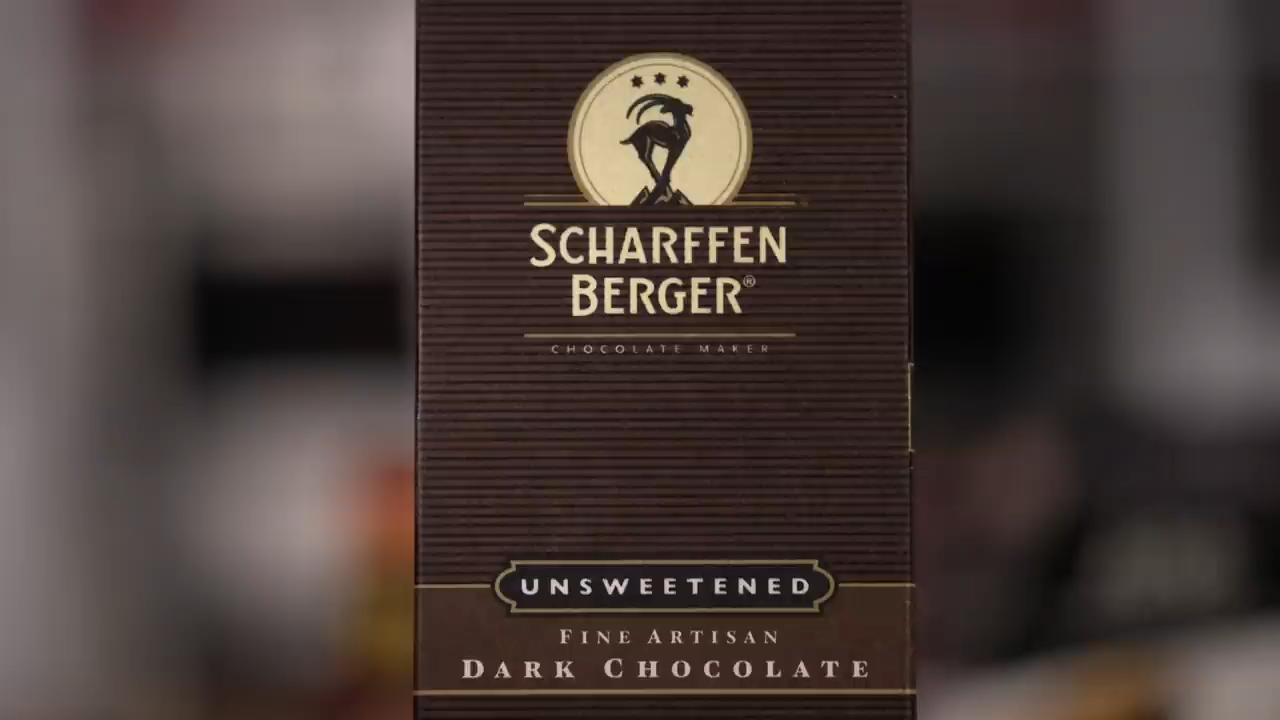 SCHARFFEN
BERGER®
CHOCOLATE MAKER
UNSWEETENED
FINE ARTISAN
DARK CHOCOLATE